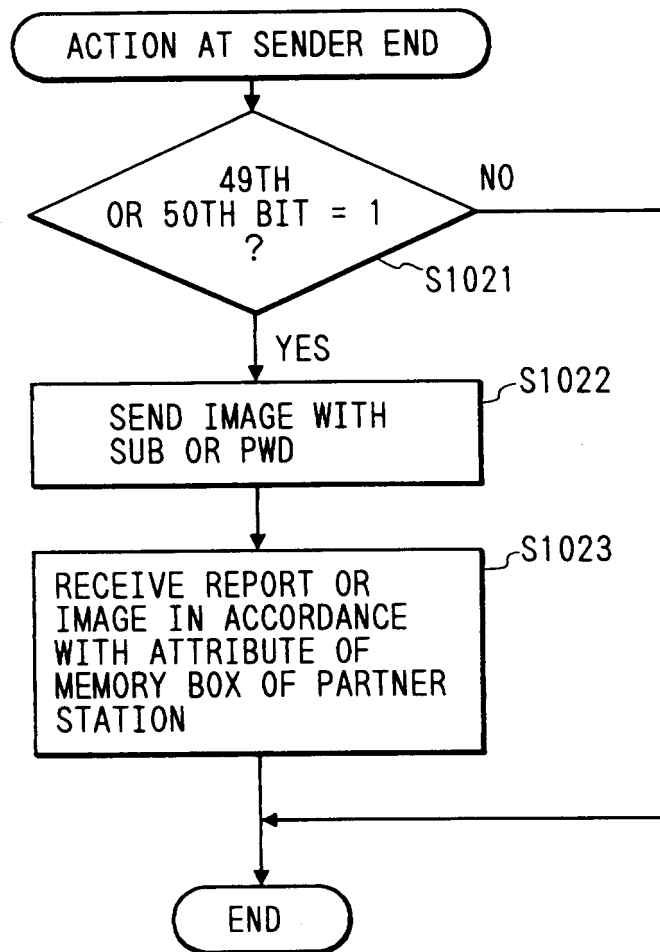 ACTION AT SENDER END
49TH
OR 50TH BIT = 1
?
NO
S1021
YES
S1022
SEND IMAGE WITH
SUB OR PWD
S1023
RECEIVE REPORT OR
IMAGE IN ACCORDANCE
WITH ATTRIBUTE OF
MEMORY BOX OF PARTNER
STATION
END